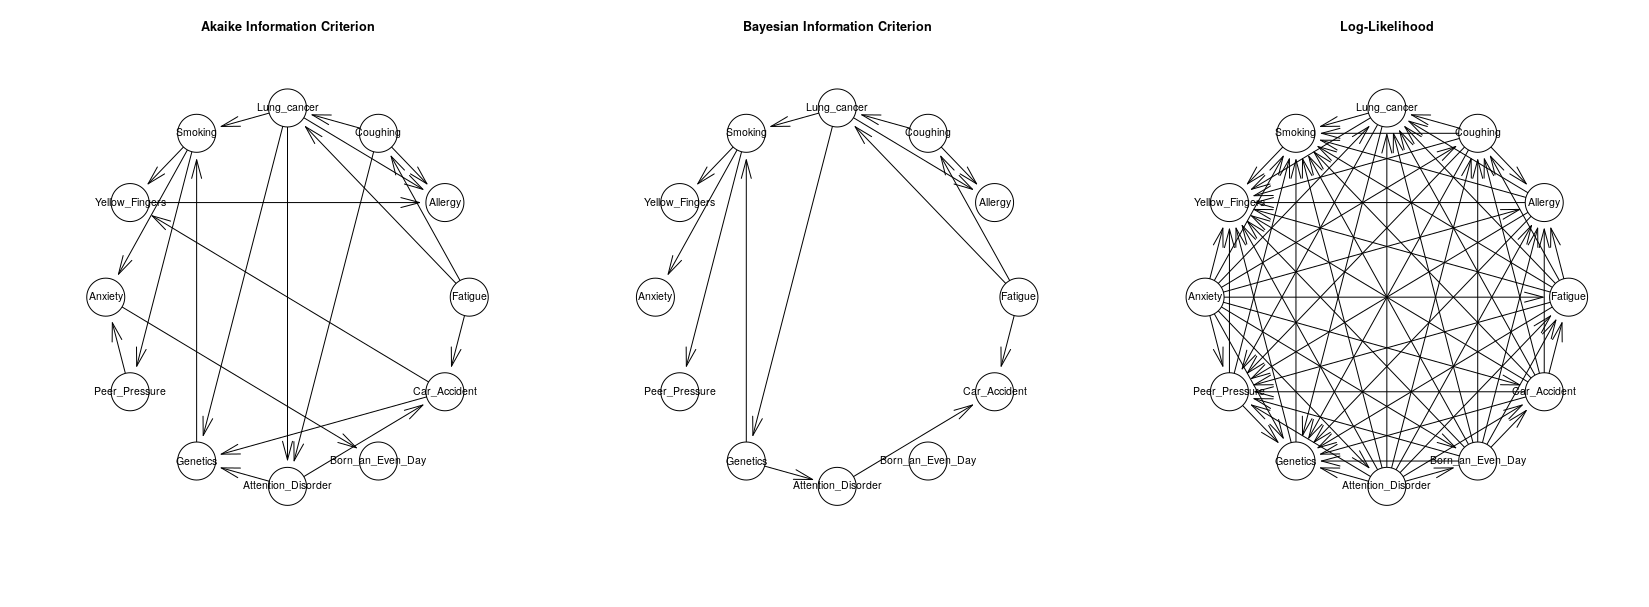 Akaike Information Criterion
Lung_cancer
Smoking
Coughing
Yellow_Fingers
Allergy
Anxiety
Fatigue
Peer_Pressure
Car_Accident
Genetics
Born_an_Even_Day
Attention_Disorder
Bayesian Information Criterion
Lung_cancer
Smoking
Coughing
Yellow_Fingers
Allergy
Anxiety
Fatigue
Peer_Pressure
Car_Accident
Genetics
Born_an_Even_Day
Attention_Disorder
Log-Likelihood
Lung_cancer
Smoking
Coughing
Yellow_Fingers
Allergy
Anxiety
Fatigue
Peer_Pressure
Car_Accident
Genetics
Born_an_Even_Day
Attention_Disorder